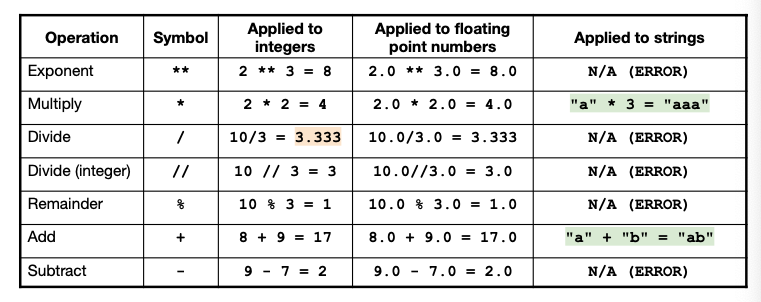 Operation Symbol Applied to integers Applied to floating point numbers Applied to strings
Exponent ** 2 ** 3 = 8 2.0 ** 3.0 = 8.0 N/A (ERROR)
Multiply * 2 * 2 = 4 2.0 * 2.0 = 4.0 "a" * 3 = "aaa"
Divide / 10/3 = 3.333 10.0/3.0 = 3.333 N/A (ERROR)
Divide (integer) // 10 // 3 = 3 10.0//3.0 = 3.0 N/A (ERROR)
Remainder % 10 % 3 = 1 10.0 % 3.0 = 1.0 N/A (ERROR)
Add + 8 + 9 = 17 8.0 + 9.0 = 17.0 "a" + "b" = "ab"
Subtract - 9 - 7 = 2 9.0 - 7.0 = 2.0 N/A (ERROR)